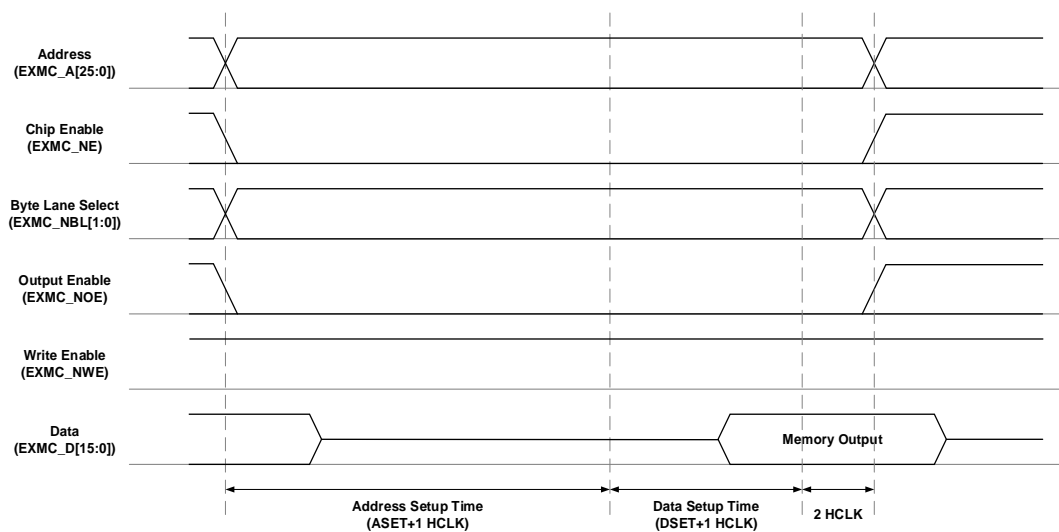 Address
(EXMC_A[25:0])
Chip Enable
(EXMC_NE)
Byte Lane Select
(EXMC_NBL[1:0])
Output Enable
(EXMC_NOE)
Write Enable
(EXMC_NWE)
Data
(EXMC_D[15:0])
Memory Output
Address Setup Time
(ASET+1 HCLK)
Data Setup Time
(DSET+1 HCLK)
2 HCLK